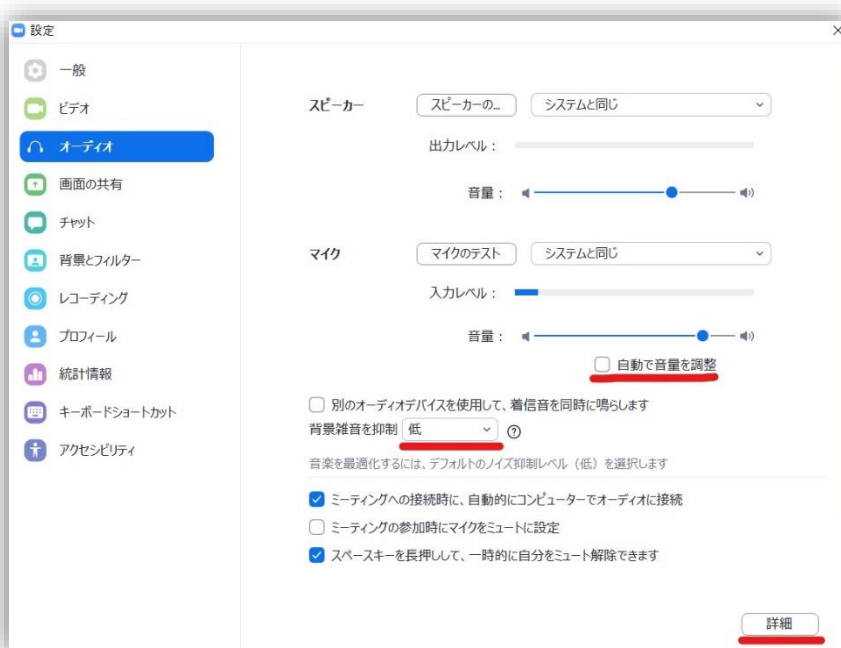 設定
一般
ビデオ
オーディオ
画面の共有
チャット
背景とフィルター
レコーディング
プロフィール
統計情報
キーボードショートカット
アクセシビリティ
スピーカー スピーカーの... システムと同じ
出力レベル：
音量：
マイク マイクのテスト システムと同じ
入力レベル：
音量：
自動で音量を調整
別のオーディオデバイスを使用して、着信音を同時に鳴らします
背景雑音を抑制 低 ?
音楽を最適化するには、デフォルトのノイズ抑制レベル（低）を選択します
ミーティングへの接続時に、自動的にコンピューターでオーディオに接続
ミーティングの参加時にマイクをミュートに設定
スペースキーを長押しして、一時的に自分をミュート解除できます
詳細